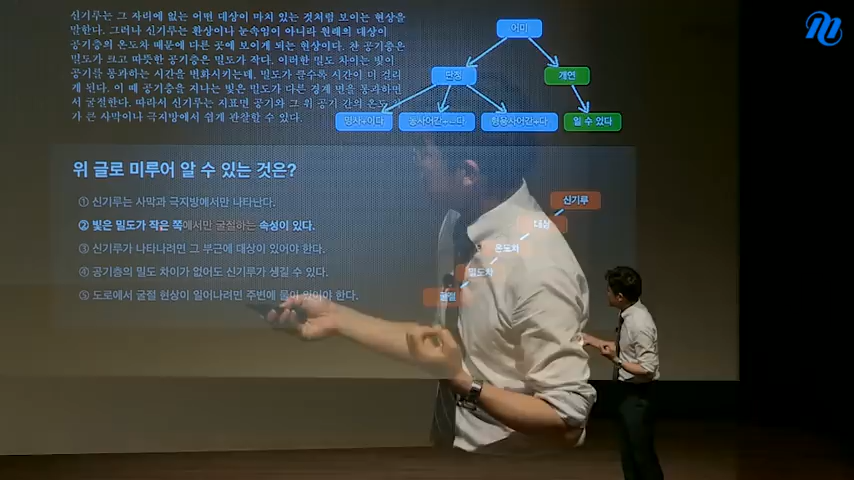 신기루는 그 자리에 없는 어떤 대상이 마치 있는 것처럼 보이는 현상을
말한다. 그러나 신기루는 환상이나 눈속임이 아니라 원래의 대상이
공기층의 온도차 때문에 다른 곳에 보이게 되는 현상이다. 찬 공기층은
밀도가 크고 따뜻한 공기층은 밀도가 작다. 이러한 밀도 차이는 빛이
공기를 통과하는 시간을 변화시키는데, 밀도가 클수록 시간이 더 걸리
게 된다. 이 때 공기층을 지나는 빛은 밀도가 다른 경계 면을 통과하면
서 굴절한다. 따라서 신기루는 지표면 공기와 그 위 공기 간의 온도
가 큰 사막이나 극지방에서 쉽게 관찰할 수 있다.
어미
단정
개연
명사+이다
동사어간+ㄴ다
형용사어간+다
일 수 있다
위 글로 미루어 알 수 있는 것은?
① 신기루는 사막과 극지방에서만 나타난다.
② 빛은 밀도가 작은 쪽에서만 굴절하는 속성이 있다.
③ 신기루가 나타나려면 그 부근에 대상이 있어야 한다.
④ 공기층의 밀도 차이가 없어도 신기루가 생길 수 있다.
⑤ 도로에서 굴절 현상이 일어나려면 주변에 물이 있어야 한다.
신기루
대상
온도차
밀도차
굴절